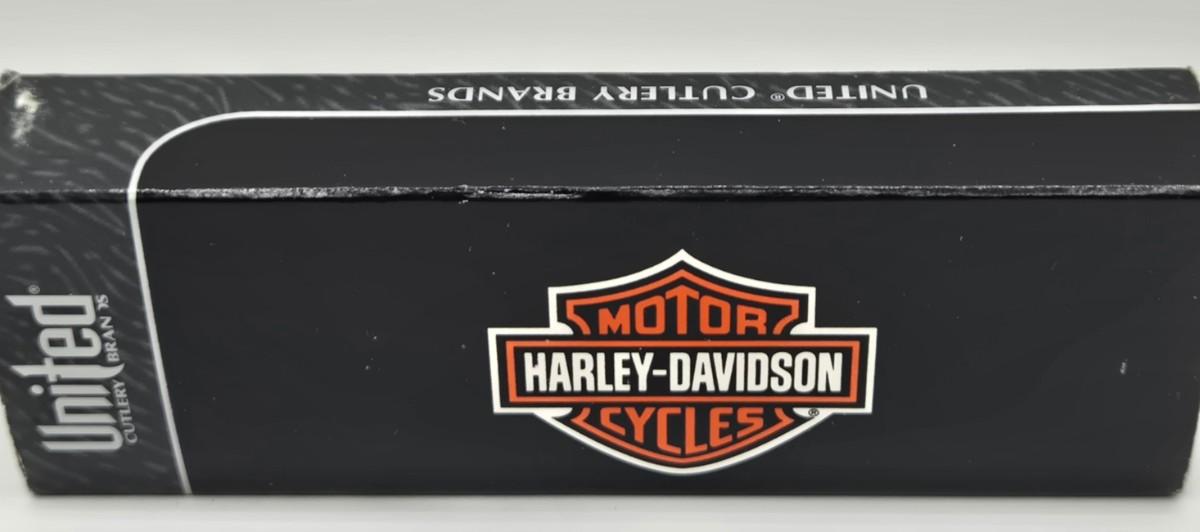 UNITED® CUTLERY BRANDS
United®
CUTLERY BRANDS
MOTOR
HARLEY-DAVIDSON
CYCLES
®